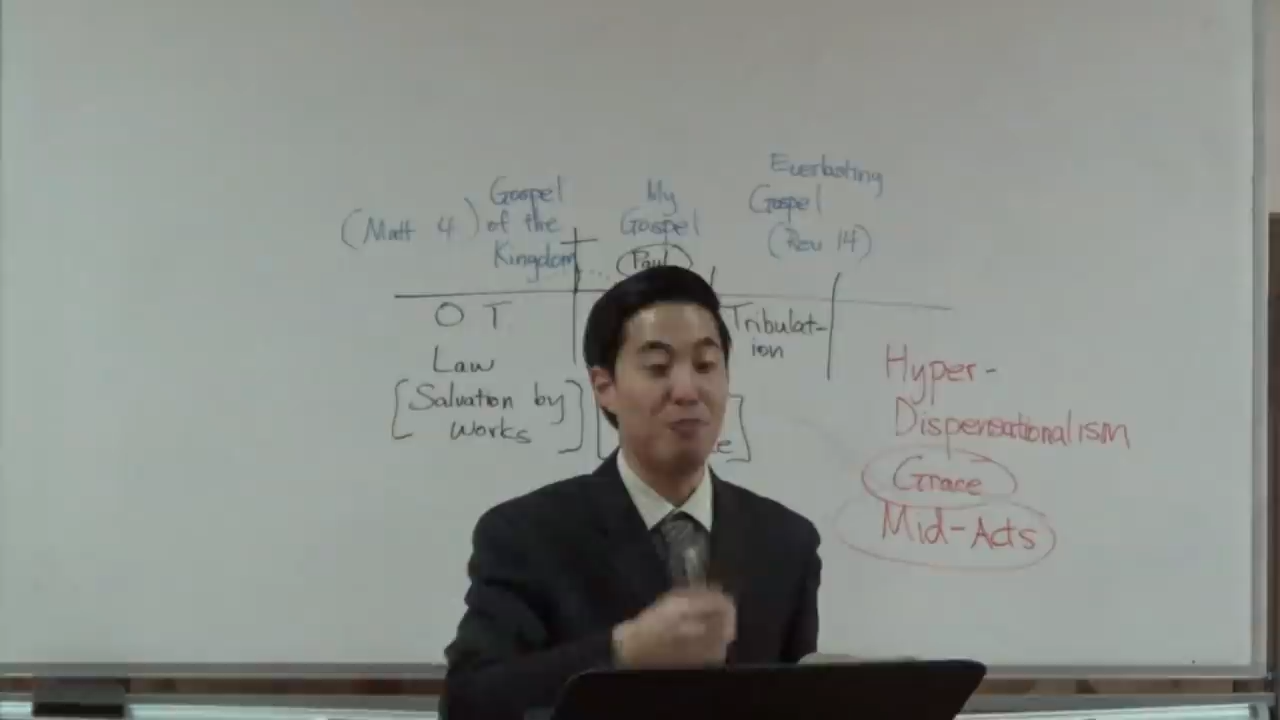 Everlasting
Gospel
(Rev 14)
My
Gospel
(Paul)
(Matt 4)
Gospel
of the
Kingdom
O T
Law
[Salvation by
works]
Tribulat-
ion
Hyper-
Dispensationalism
Grace
Mid-Acts